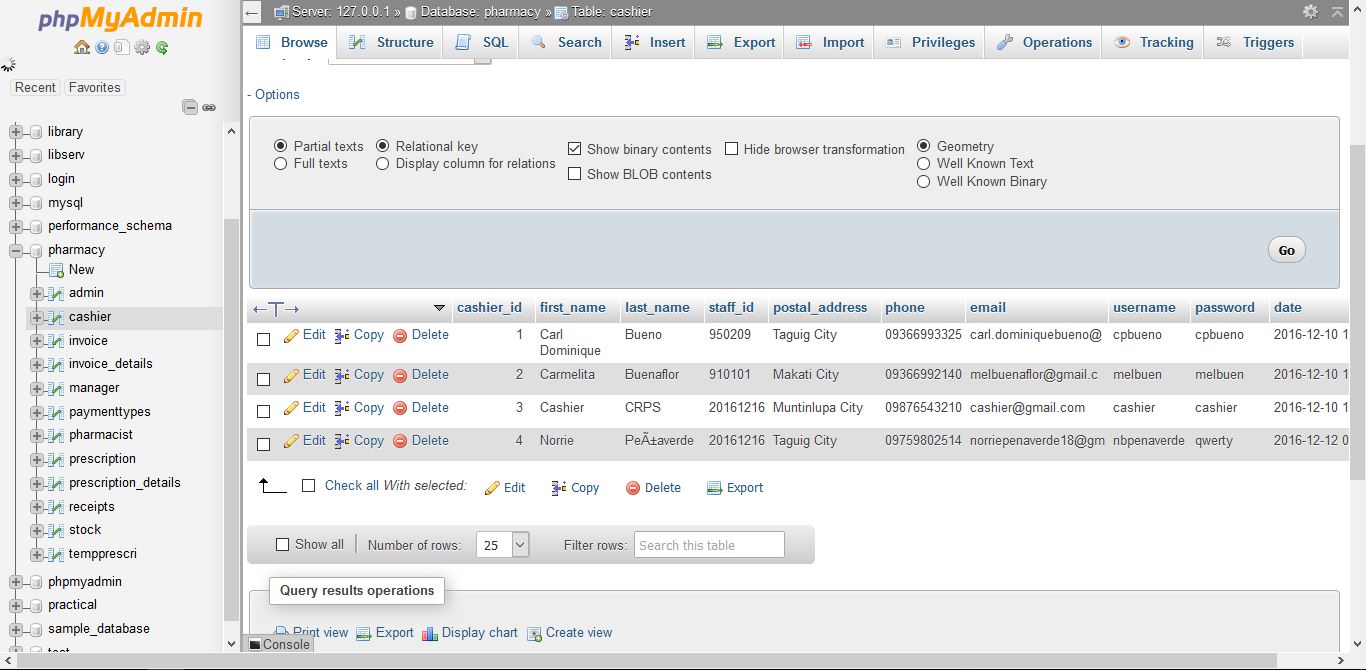 phpMyAdmin
Recent Favorites
library
libserv
login
mysql
performance_schema
pharmacy
New
admin
cashier
invoice
invoice_details
manager
paymenttypes
pharmacist
prescription
prescription_details
receipts
stock
tempprescri
phpmyadmin
practical
sample_database
Server: 127.0.0.1 » Database: pharmacy » Table: cashier
Browse Structure SQL Search Insert Export Import Privileges Operations Tracking Triggers
- Options
Partial texts Relational key Show binary contents Hide browser transformation Geometry
Full texts Display column for relations Show BLOB contents Well Known Text
Well Known Binary
Go
←T→ cashier_id first_name last_name staff_id postal_address phone email username password date
Edit Copy Delete 1 Carl Dominique Bueno 950209 Taguig City 09366993325 carl.dominiquebueno@ cpbueno cpbueno 2016-12-10 1
Edit Copy Delete 2 Carmelita Buenaflor 910101 Makati City 09366992140 melbuenaflor@gmail.c melbuen melbuen 2016-12-10 1
Edit Copy Delete 3 Cashier CRPS 20161216 Muntinlupa City 09876543210 cashier@gmail.com cashier cashier 2016-12-10 1
Edit Copy Delete 4 Norrie PeÃ±averde 20161216 Taguig City 09759802514 norriepenaverde18@gm nbpenaverde qwerty 2016-12-12 0
Check all With selected: Edit Copy Delete Export
Show all Number of rows: 25 Filter rows: Search this table
Query results operations
Print view Export Display chart Create view
Console